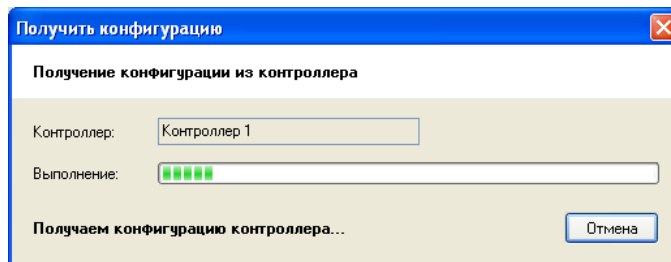 Получить конфигурацию
Получение конфигурации из контроллера
Контроллер: Контроллер 1
Выполнение:
Получаем конфигурацию контроллера... Отмена